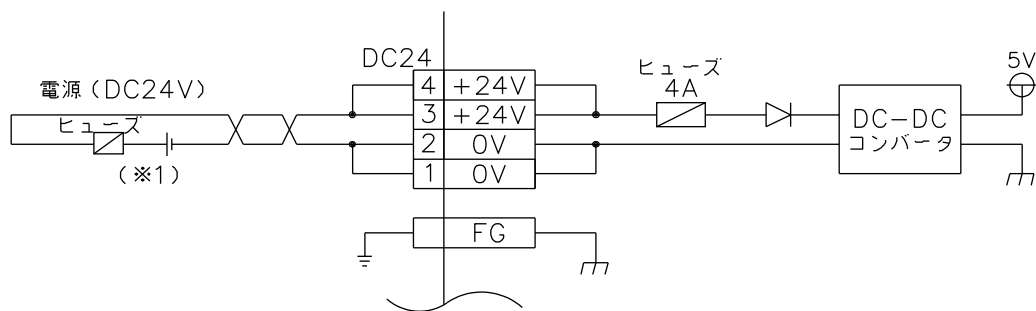 DC24
電源(DC24V)
ヒューズ
(※1)
4 +24V
3 +24V
2 0V
1 0V
FG
ヒューズ
4A
DC-DC
コンバータ
5V